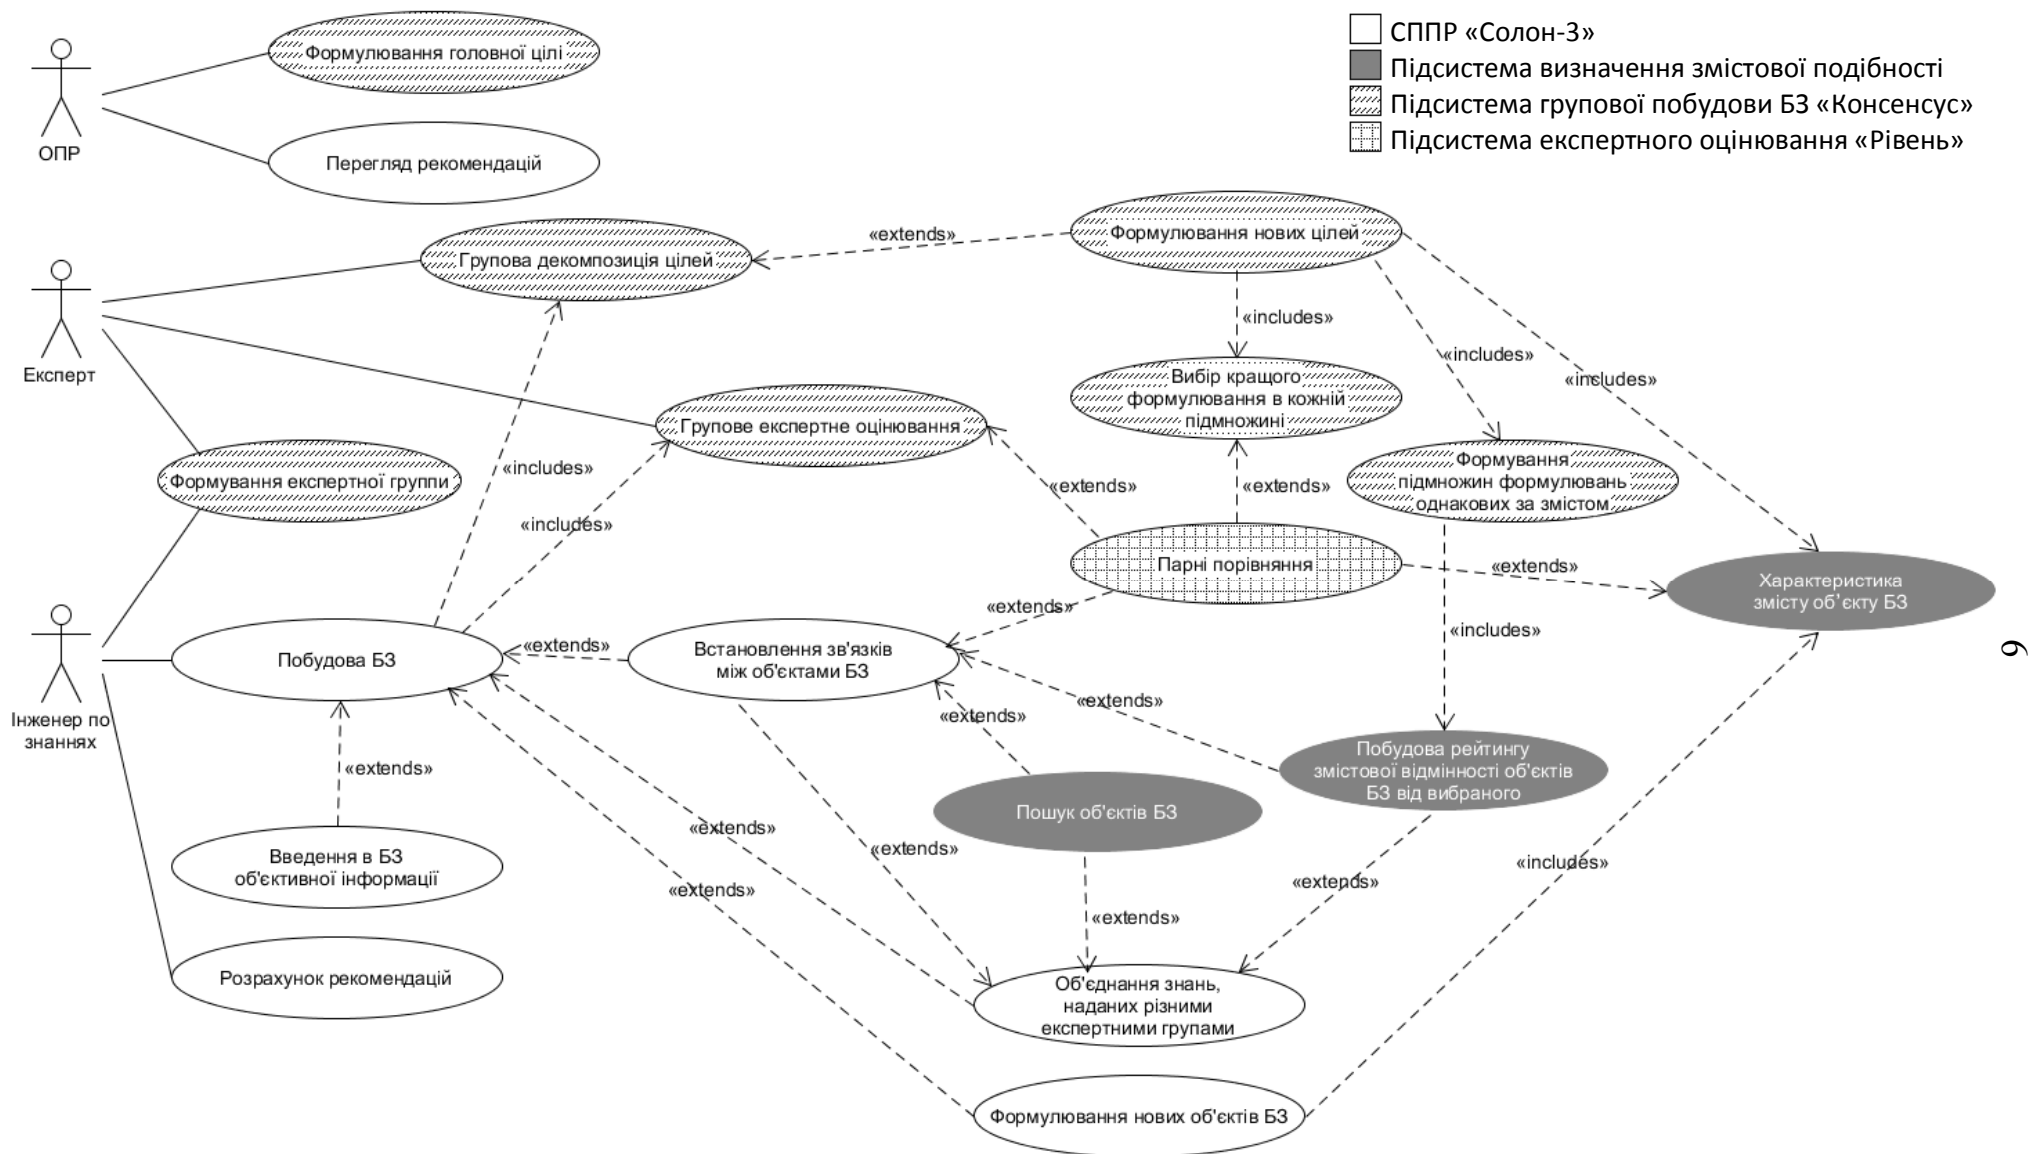 СППР «Солон-3»
Підсистема визначення змістової подібності
Підсистема групової побудови БЗ «Консенсус»
Підсистема експертного оцінювання «Рівень»
Формулювання головної цілі
ОПР
Перегляд рекомендацій
Формулювання нових цілей
«extends»
Групова декомпозиція цілей
Експерт
«includes»
«includes»
«includes»
Вибір кращого
формулювання в кожній
підмножині
Групове експертне оцінювання
«includes»
Формування експертної группи
«extends»
«extends»
Формування
підмножин формулювань
однакових за змістом
«includes»
Парні порівняння
«extends»
Характеристика
змісту об’єкту БЗ
«extends»
«includes»
Інженер по
знаннях
Побудова БЗ
«extends»
Встановлення зв'язків
між об'єктами БЗ
«extends»
«extends»
«extends»
Побудова рейтингу
змістової відмінності об'єктів
БЗ від вибраного
Пошук об'єктів БЗ
«extends»
«extends»
Введення в БЗ
об'єктивної інформації
«includes»
«extends»
«extends»
«extends»
Розрахунок рекомендацій
Об'єднання знань,
наданих різними
експертними групами
Формулювання нових об'єктів БЗ
9